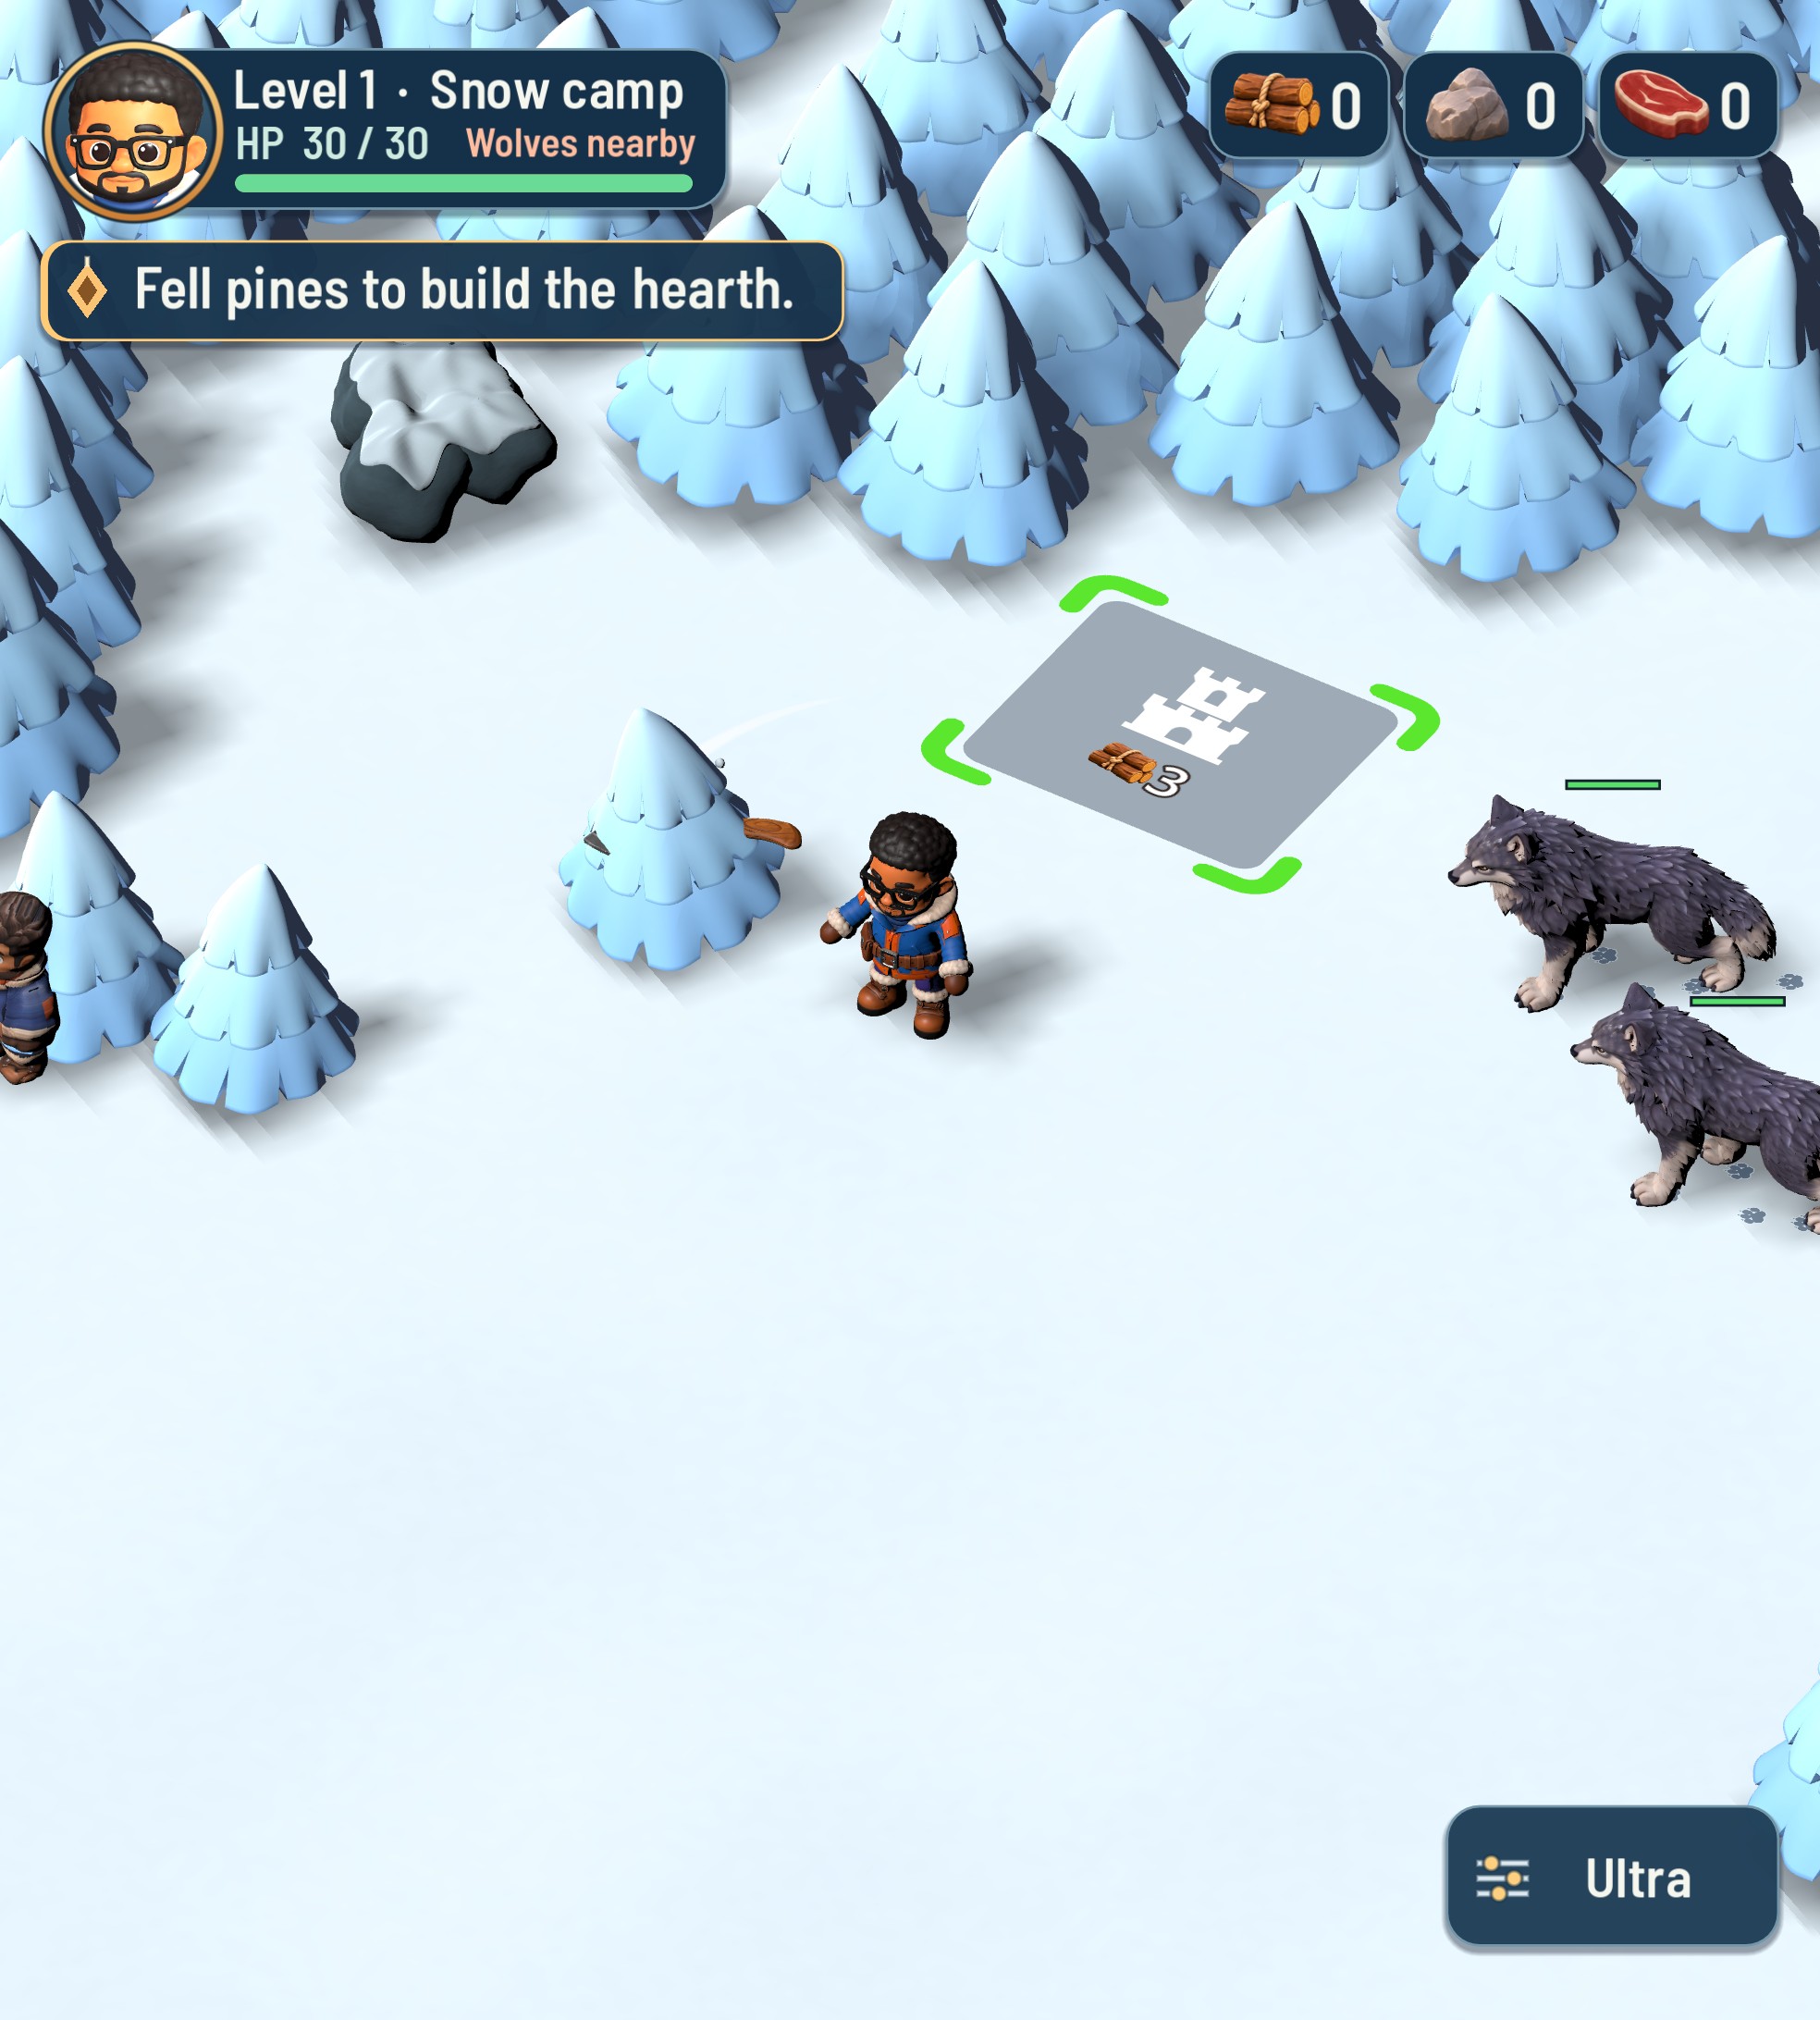 Level 1 · Snow camp
HP 30 / 30 Wolves nearby
0 0 0
Fell pines to build the hearth.
3
Ultra